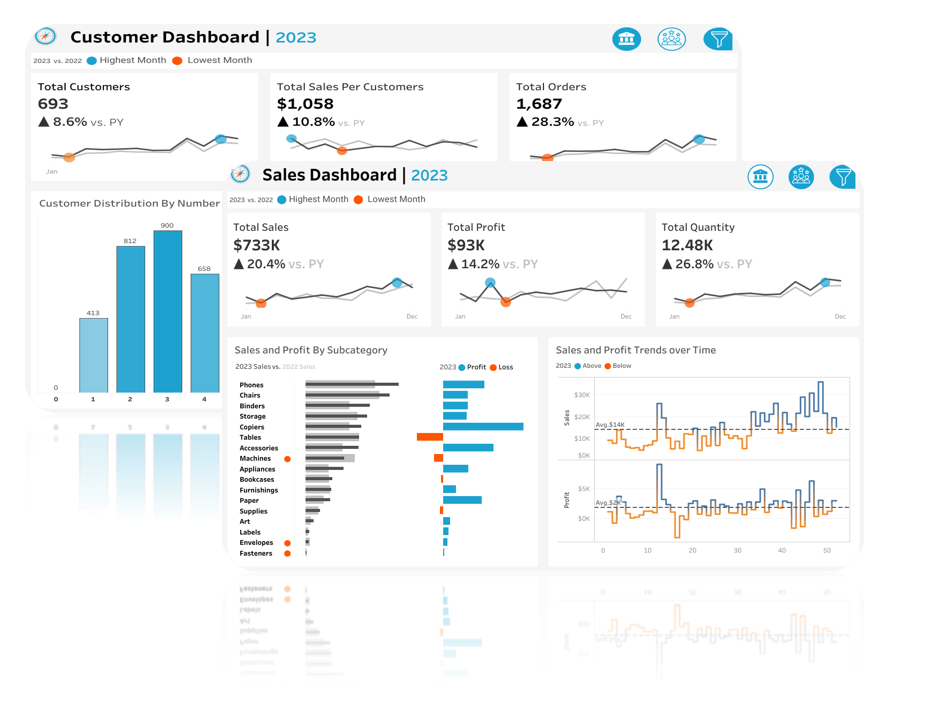 Customer Dashboard | 2023
2023 vs. 2022 Highest Month Lowest Month
Total Customers
693
▲ 8.6% vs. PY
Jan
Total Sales Per Customers
$1,058
▲ 10.8% vs. PY
Total Orders
1,687
▲ 28.3% vs. PY
Customer Distribution By Number
0 413 812 900 658
0 1 2 3 4
Sales Dashboard | 2023
2023 vs. 2022 Highest Month Lowest Month
Total Sales
$733K
▲ 20.4% vs. PY
Jan Dec
Total Profit
$93K
▲ 14.2% vs. PY
Jan Dec
Total Quantity
12.48K
▲ 26.8% vs. PY
Jan Dec
Sales and Profit By Subcategory
2023 Sales vs. 2022 Sales 2023 Profit Loss
Phones
Chairs
Binders
Storage
Copiers
Tables
Accessories
Machines
Appliances
Bookcases
Furnishings
Paper
Supplies
Art
Labels
Envelopes
Fasteners
Sales and Profit Trends over Time
2023 Above Below
Sales
$30K
$20K
Avg.$14K
$10K
$0K
Profit
$5K
$0K
0 10 20 30 40 50